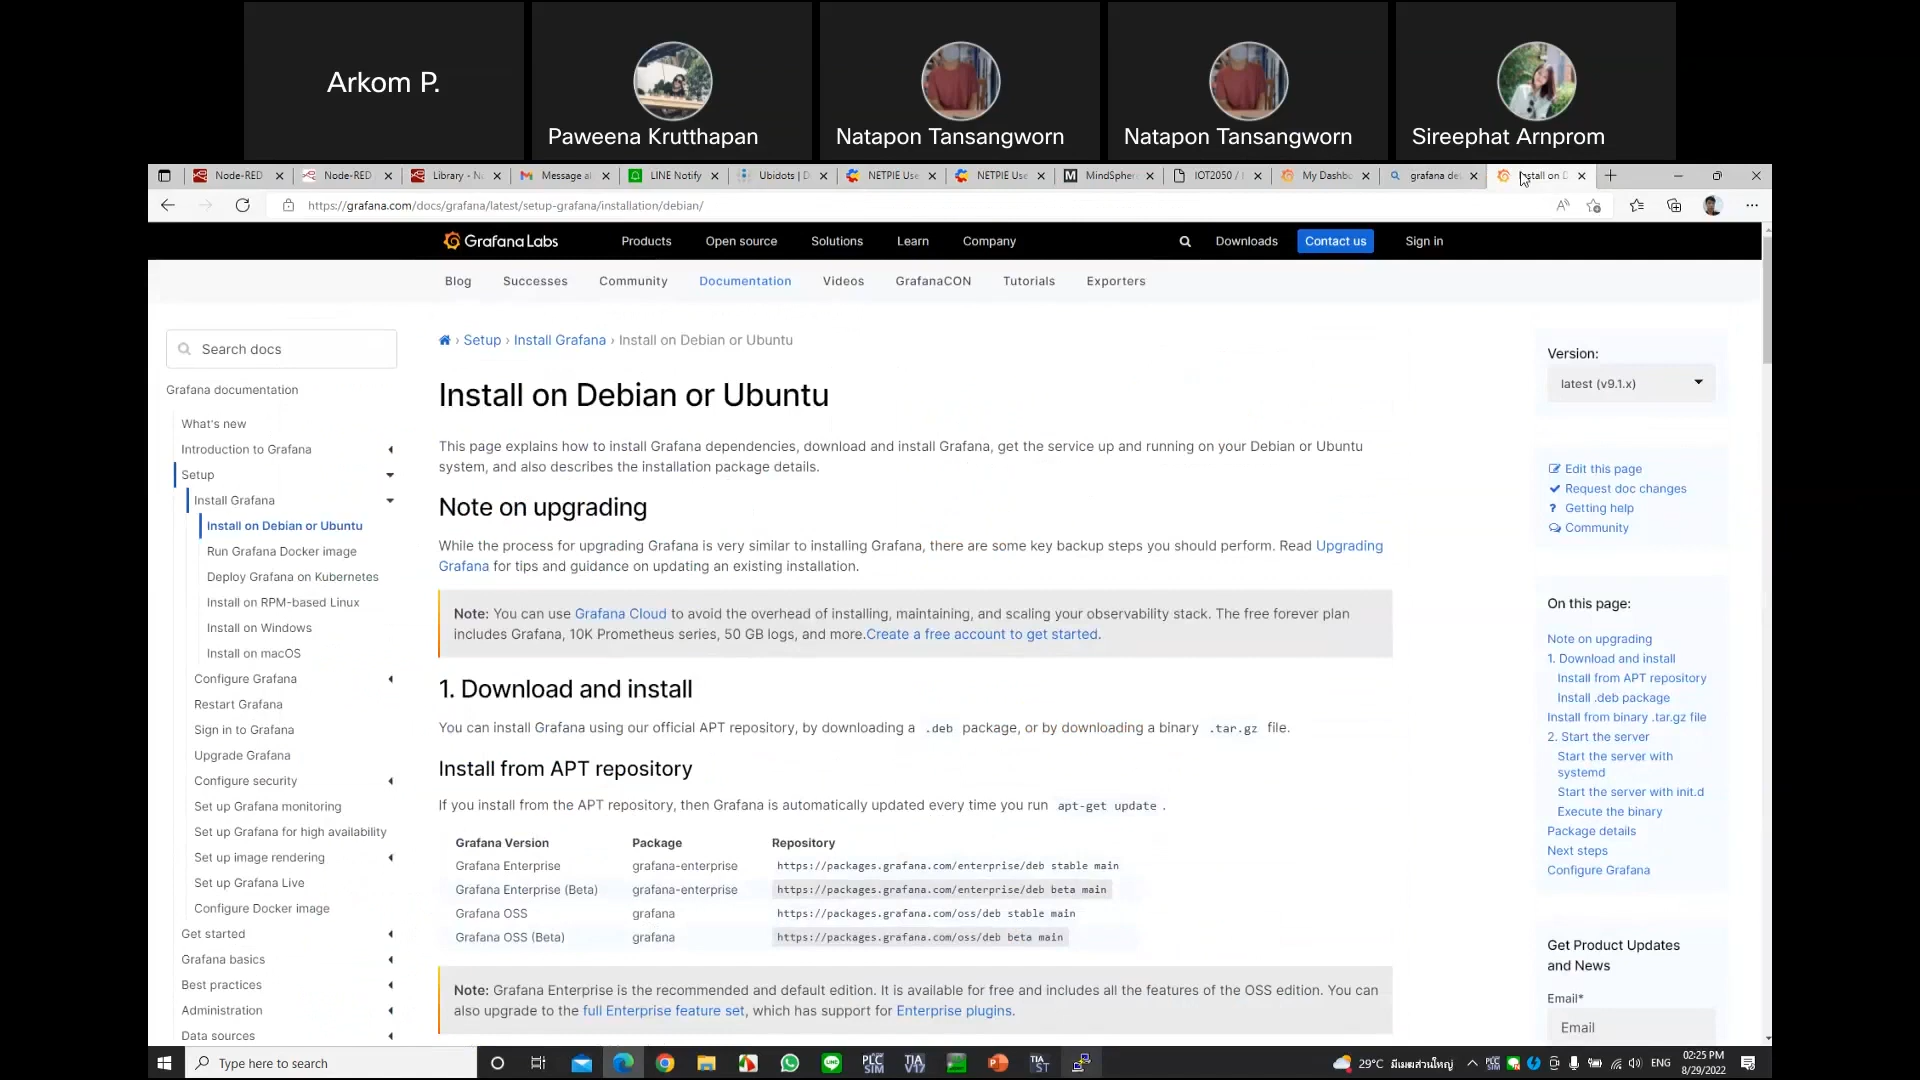 Arkom P.
Paweena Krutthapan
Natapon Tansangworn
Natapon Tansangworn
Sireephat Arnprom
Node-RED
Node-RED
Library - N
Message a
LINE Notify
Ubidots | D
NETPIE Use
NETPIE Use
MindSpher
IOT2050 /
My Dashbo
grafana de
Install on D
https://grafana.com/docs/grafana/latest/setup-grafana/installation/debian/
Grafana Labs
Products
Open source
Solutions
Learn
Company
Downloads
Contact us
Sign in
Blog
Successes
Community
Documentation
Videos
GrafanaCON
Tutorials
Exporters
Search docs
Grafana documentation
What's new
Introduction to Grafana
Setup
Install Grafana
Install on Debian or Ubuntu
Run Grafana Docker image
Deploy Grafana on Kubernetes
Install on RPM-based Linux
Install on Windows
Install on macOS
Configure Grafana
Restart Grafana
Sign in to Grafana
Upgrade Grafana
Configure security
Set up Grafana monitoring
Set up Grafana for high availability
Set up image rendering
Set up Grafana Live
Configure Docker image
Get started
Grafana basics
Best practices
Administration
Data sources
› Setup › Install Grafana › Install on Debian or Ubuntu
Install on Debian or Ubuntu
This page explains how to install Grafana dependencies, download and install Grafana, get the service up and running on your Debian or Ubuntu
system, and also describes the installation package details.
Note on upgrading
While the process for upgrading Grafana is very similar to installing Grafana, there are some key backup steps you should perform. Read Upgrading
Grafana for tips and guidance on updating an existing installation.
Note: You can use Grafana Cloud to avoid the overhead of installing, maintaining, and scaling your observability stack. The free forever plan
includes Grafana, 10K Prometheus series, 50 GB logs, and more.Create a free account to get started.
1. Download and install
You can install Grafana using our official APT repository, by downloading a .deb package, or by downloading a binary .tar.gz file.
Install from APT repository
If you install from the APT repository, then Grafana is automatically updated every time you run apt-get update .
Grafana Version Package Repository
Grafana Enterprise grafana-enterprise https://packages.grafana.com/enterprise/deb stable main
Grafana Enterprise (Beta) grafana-enterprise https://packages.grafana.com/enterprise/deb beta main
Grafana OSS grafana https://packages.grafana.com/oss/deb stable main
Grafana OSS (Beta) grafana https://packages.grafana.com/oss/deb beta main
Note: Grafana Enterprise is the recommended and default edition. It is available for free and includes all the features of the OSS edition. You can
also upgrade to the full Enterprise feature set, which has support for Enterprise plugins.
Version:
latest (v9.1.x)
Edit this page
Request doc changes
? Getting help
Community
On this page:
Note on upgrading
1. Download and install
Install from APT repository
Install .deb package
Install from binary .tar.gz file
2. Start the server
Start the server with
systemd
Start the server with init.d
Execute the binary
Package details
Next steps
Configure Grafana
Get Product Updates
and News
Email*
Email
Type here to search
29°C มีเมฆส่วนใหญ่
ENG
02:25 PM
8/29/2022